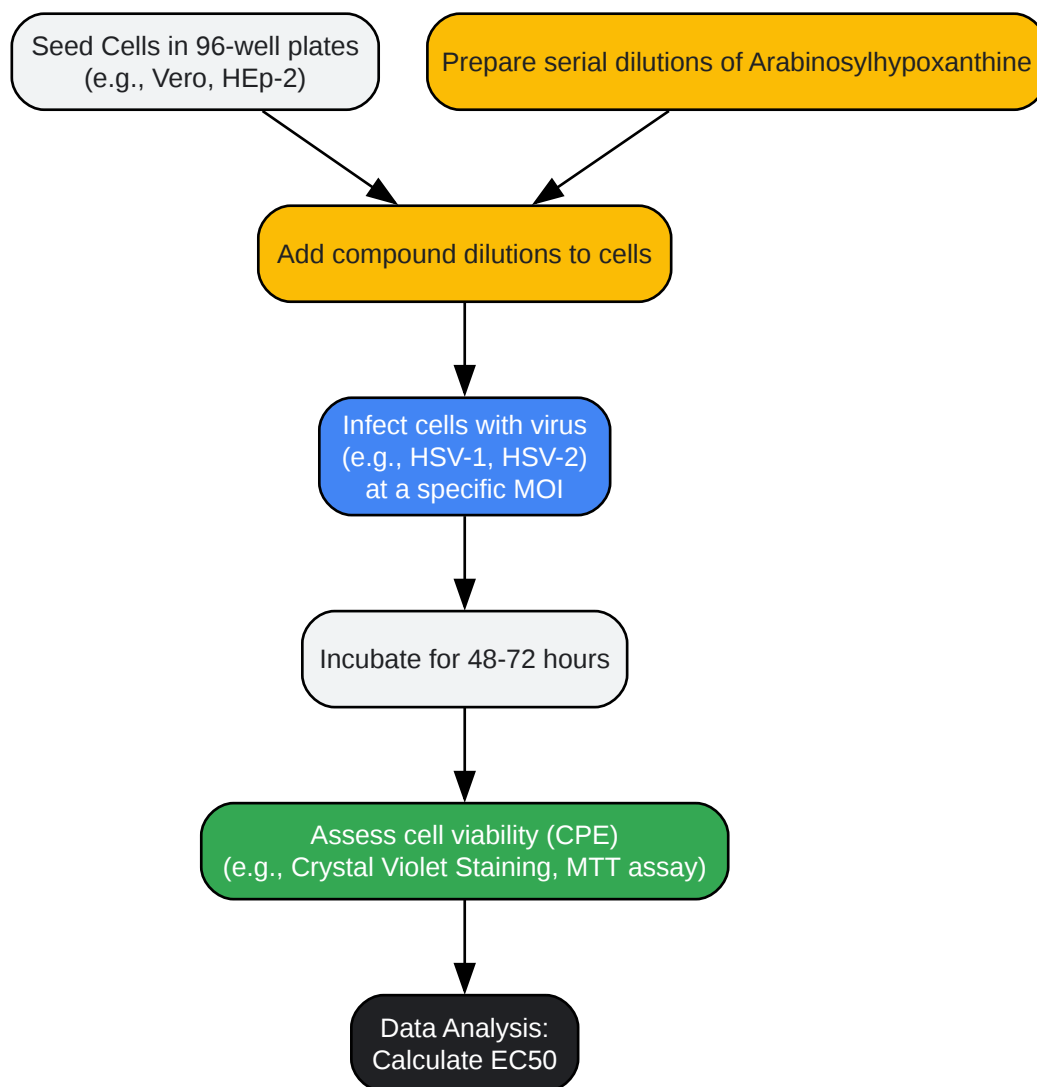 Seed Cells in 96-well plates
(e.g., Vero, HEp-2)
Prepare serial dilutions of Arabinosylhypoxanthine
Add compound dilutions to cells
Infect cells with virus
(e.g., HSV-1, HSV-2)
at a specific MOI
Incubate for 48-72 hours
Assess cell viability (CPE)
(e.g., Crystal Violet Staining, MTT assay)
Data Analysis:
Calculate EC50